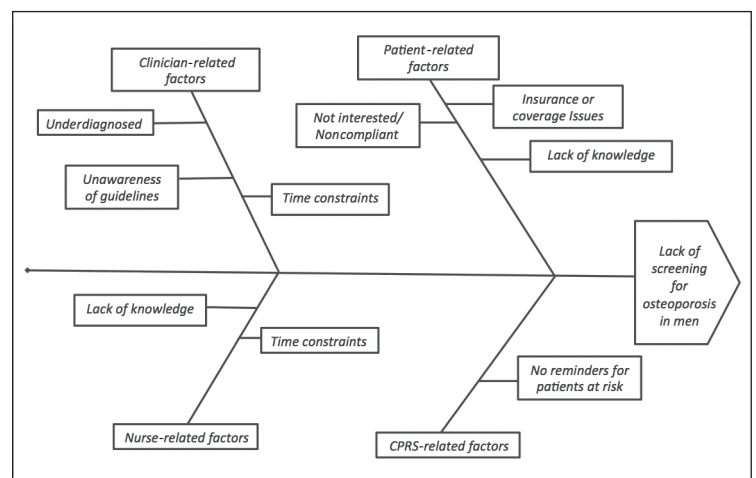 Clinician-related
factors
Patient-related
factors
Underdiagnosed
Insurance or
coverage Issues
Not interested/
Noncompliant
Lack of knowledge
Unawareness
of guidelines
Time constraints
Lack of
screening
for
osteoporosis
in men
Lack of knowledge
Time constraints
No reminders for
patients at risk
Nurse-related factors
CPRS-related factors